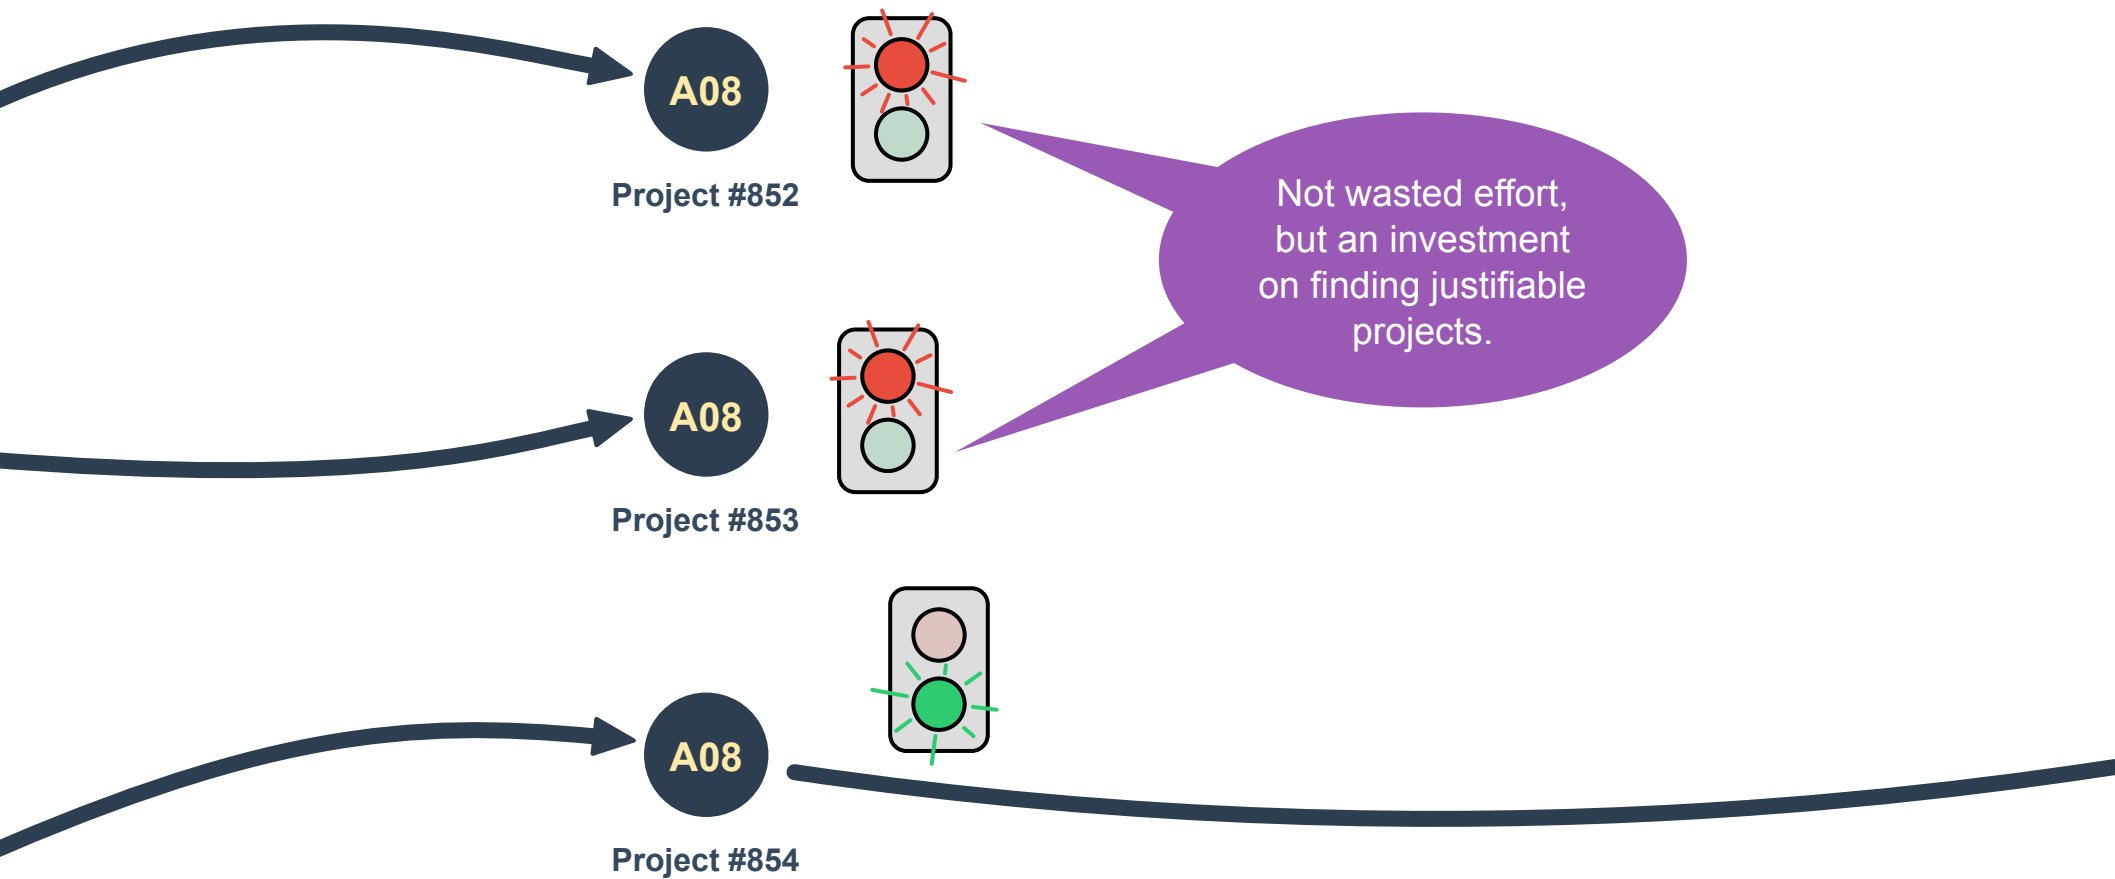 A08
Project #852
Not wasted effort,
but an investment
on finding justifiable
projects.
A08
Project #853
A08
Project #854